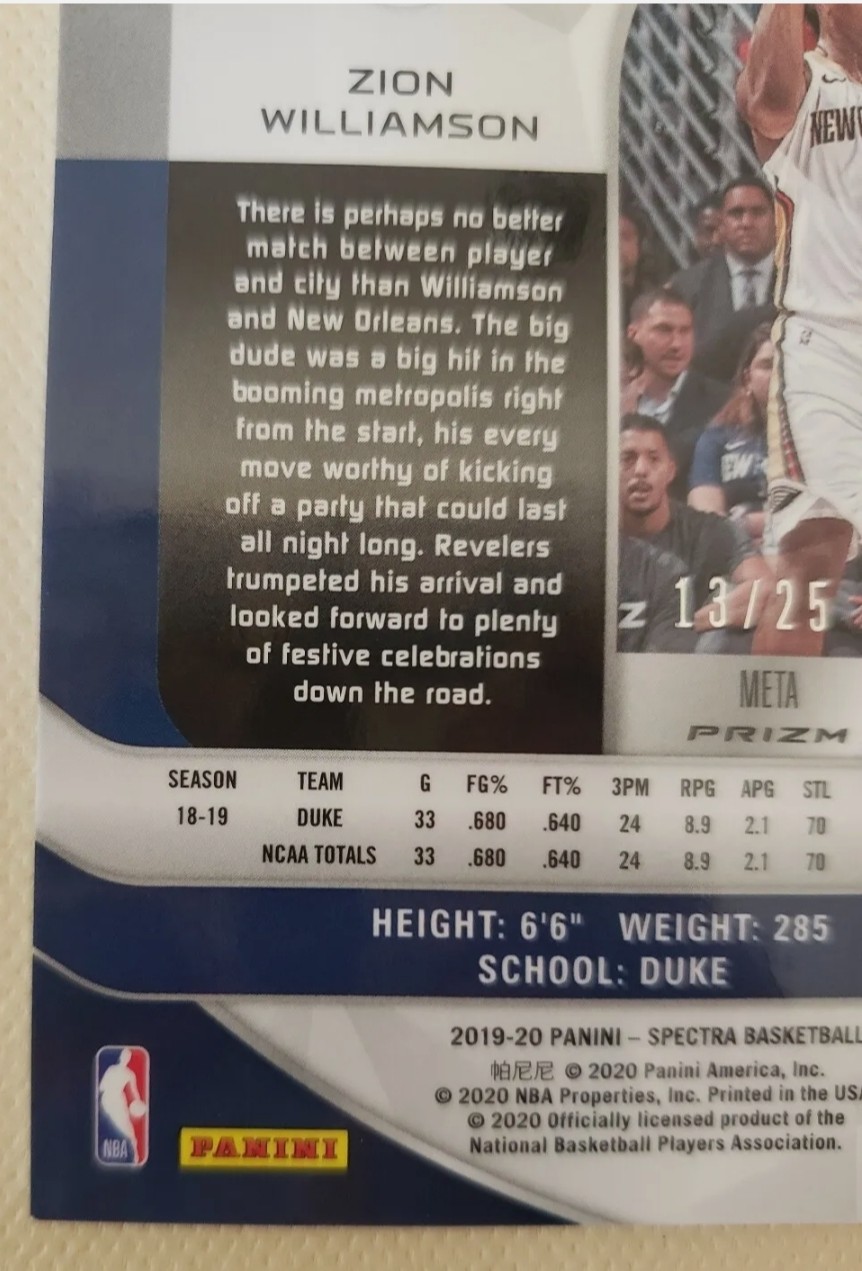 ZION
WILLIAMSON
There is perhaps no better
match between player
and city than Williamson
and New Orleans. The big
dude was a big hit in the
booming metropolis right
from the start, his every
move worthy of kicking
off a party that could last
all night long. Revelers
trumpeted his arrival and
looked forward to plenty
of festive celebrations
down the road.
NEW
EW
Z 13/25
META
PRIZM
SEASON TEAM G FG% FT% 3PM RPG APG STL
18-19 DUKE 33 .680 .640 24 8.9 2.1 70
NCAA TOTALS 33 .680 .640 24 8.9 2.1 70
HEIGHT: 6'6" WEIGHT: 285
SCHOOL: DUKE
2019-20 PANINI – SPECTRA BASKETBALL
帕尼尼 © 2020 Panini America, Inc.
© 2020 NBA Properties, Inc. Printed in the USA
© 2020 Officially licensed product of the
National Basketball Players Association.
NBA
PANINI